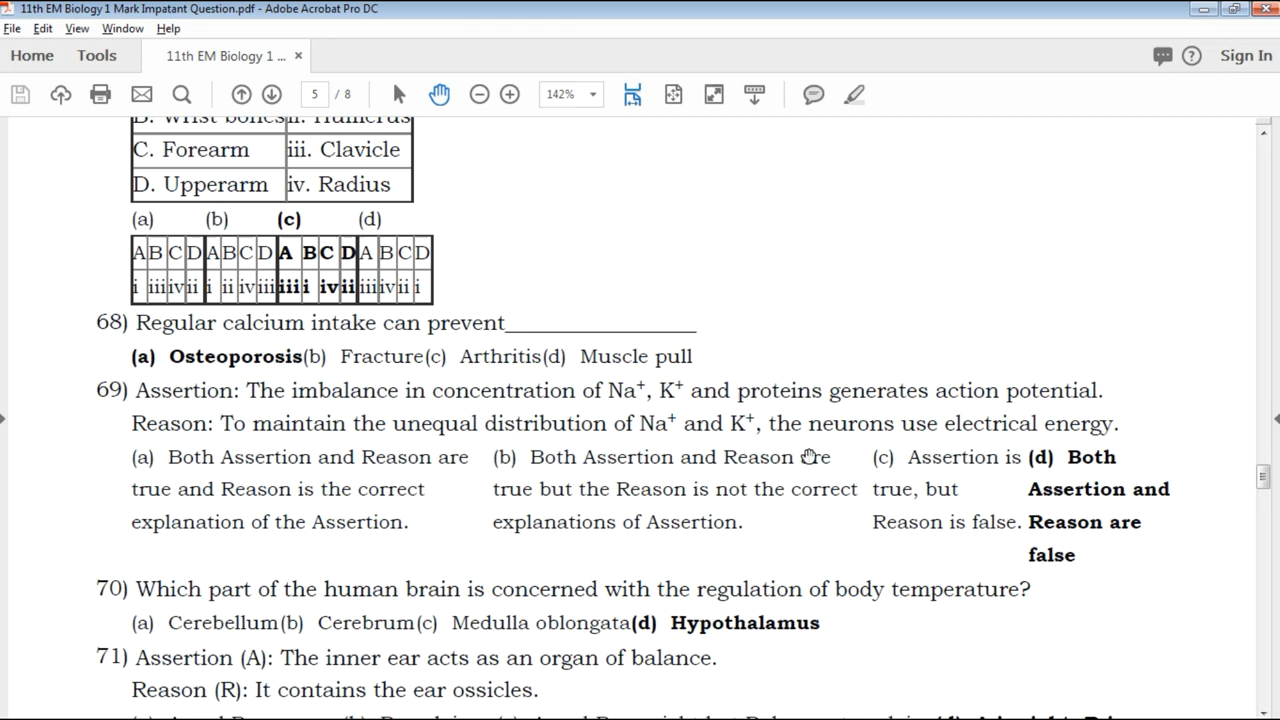 11th EM Biology 1 Mark Impatant Question.pdf - Adobe Acrobat Pro DC
File Edit View Window Help
Home Tools 11th EM Biology 1 ... × Sign In
5 / 8 142%
B. Wrist bones ii. Humerus
C. Forearm iii. Clavicle
D. Upperarm iv. Radius
(a) (b) (c) (d)
A B C D A B C D A B C D A B C D
i iii iv ii i ii iv iii iii i iv ii iii iv ii i
68) Regular calcium intake can prevent_________________
(a) Osteoporosis(b) Fracture(c) Arthritis(d) Muscle pull
69) Assertion: The imbalance in concentration of Na⁺, K⁺ and proteins generates action potential.
Reason: To maintain the unequal distribution of Na⁺ and K⁺, the neurons use electrical energy.
(a) Both Assertion and Reason are (b) Both Assertion and Reason are (c) Assertion is (d) Both
true and Reason is the correct true but the Reason is not the correct true, but Assertion and
explanation of the Assertion. explanations of Assertion. Reason is false. Reason are
false
70) Which part of the human brain is concerned with the regulation of body temperature?
(a) Cerebellum(b) Cerebrum(c) Medulla oblongata(d) Hypothalamus
71) Assertion (A): The inner ear acts as an organ of balance.
Reason (R): It contains the ear ossicles.